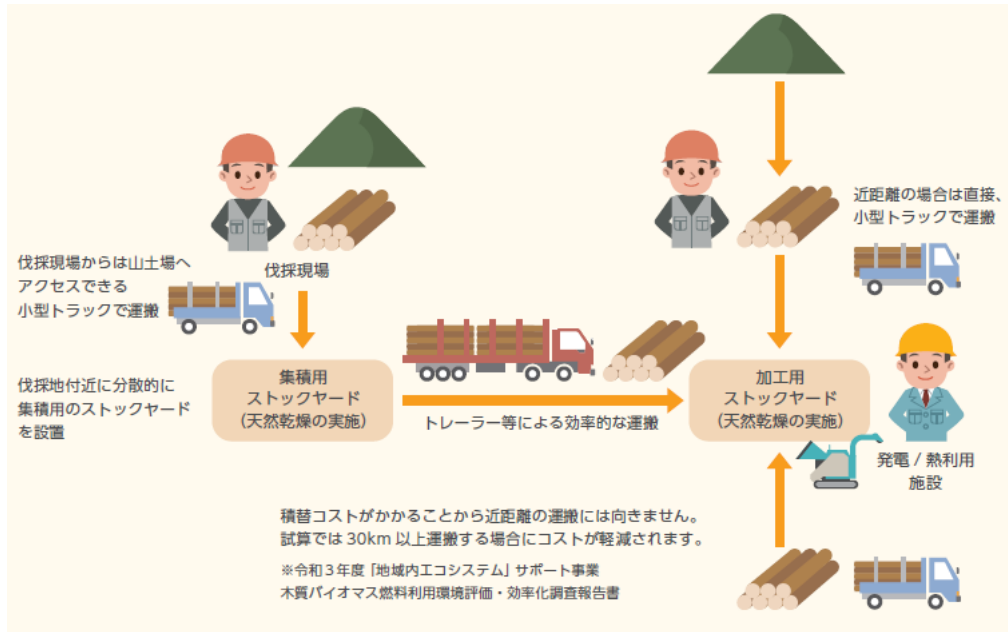 近距離の場合は直接、
小型トラックで運搬
伐採現場
伐採現場からは山土場へ
アクセスできる
小型トラックで運搬
伐採地付近に分散的に
集積用のストックヤード
を設置
集積用
ストックヤード
(天然乾燥の実施)
トレーラー等による効率的な運搬
加工用
ストックヤード
(天然乾燥の実施)
発電 / 熱利用
施設
積替コストがかかることから近距離の運搬には向きません。
試算では 30km 以上運搬する場合にコストが軽減されます。
※令和３年度「地域内エコシステム」サポート事業
木質バイオマス燃料利用環境評価・効率化調査報告書